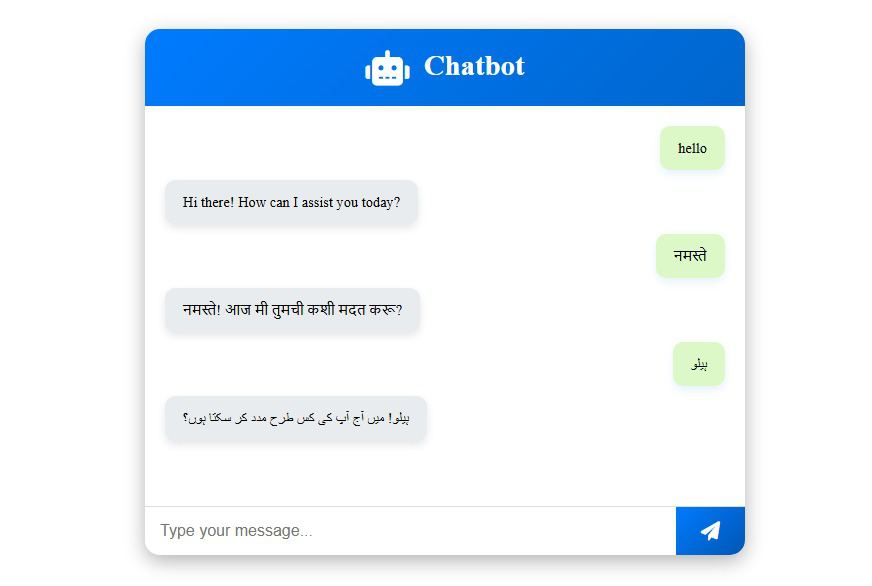 Chatbot
hello
Hi there! How can I assist you today?
नमस्ते
नमस्ते! आज मी तुमची कशी मदत करू?
ہیلو
ہیلو! میں آج آپ کی کس طرح مدد کر سکتا ہوں؟
Type your message...